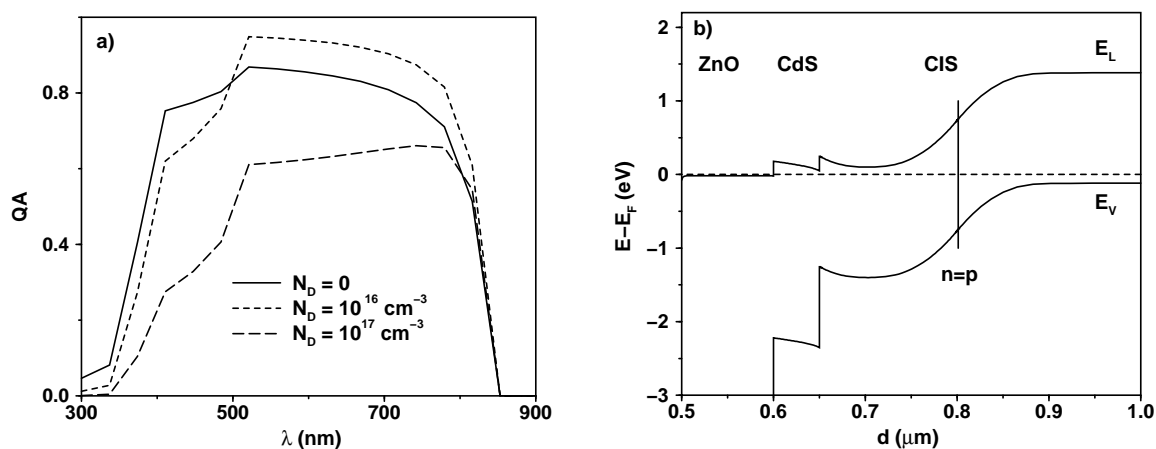 a)
QA
0.8
0.4
0.0
300
500
700
900
λ (nm)
N_D = 0
N_D = 10^16 cm^−3
N_D = 10^17 cm^−3
b)
E−E_F (eV)
2
1
0
−1
−2
−3
0.5
0.6
0.7
0.8
0.9
1.0
d (μm)
ZnO
CdS
CIS
E_L
E_V
n=p